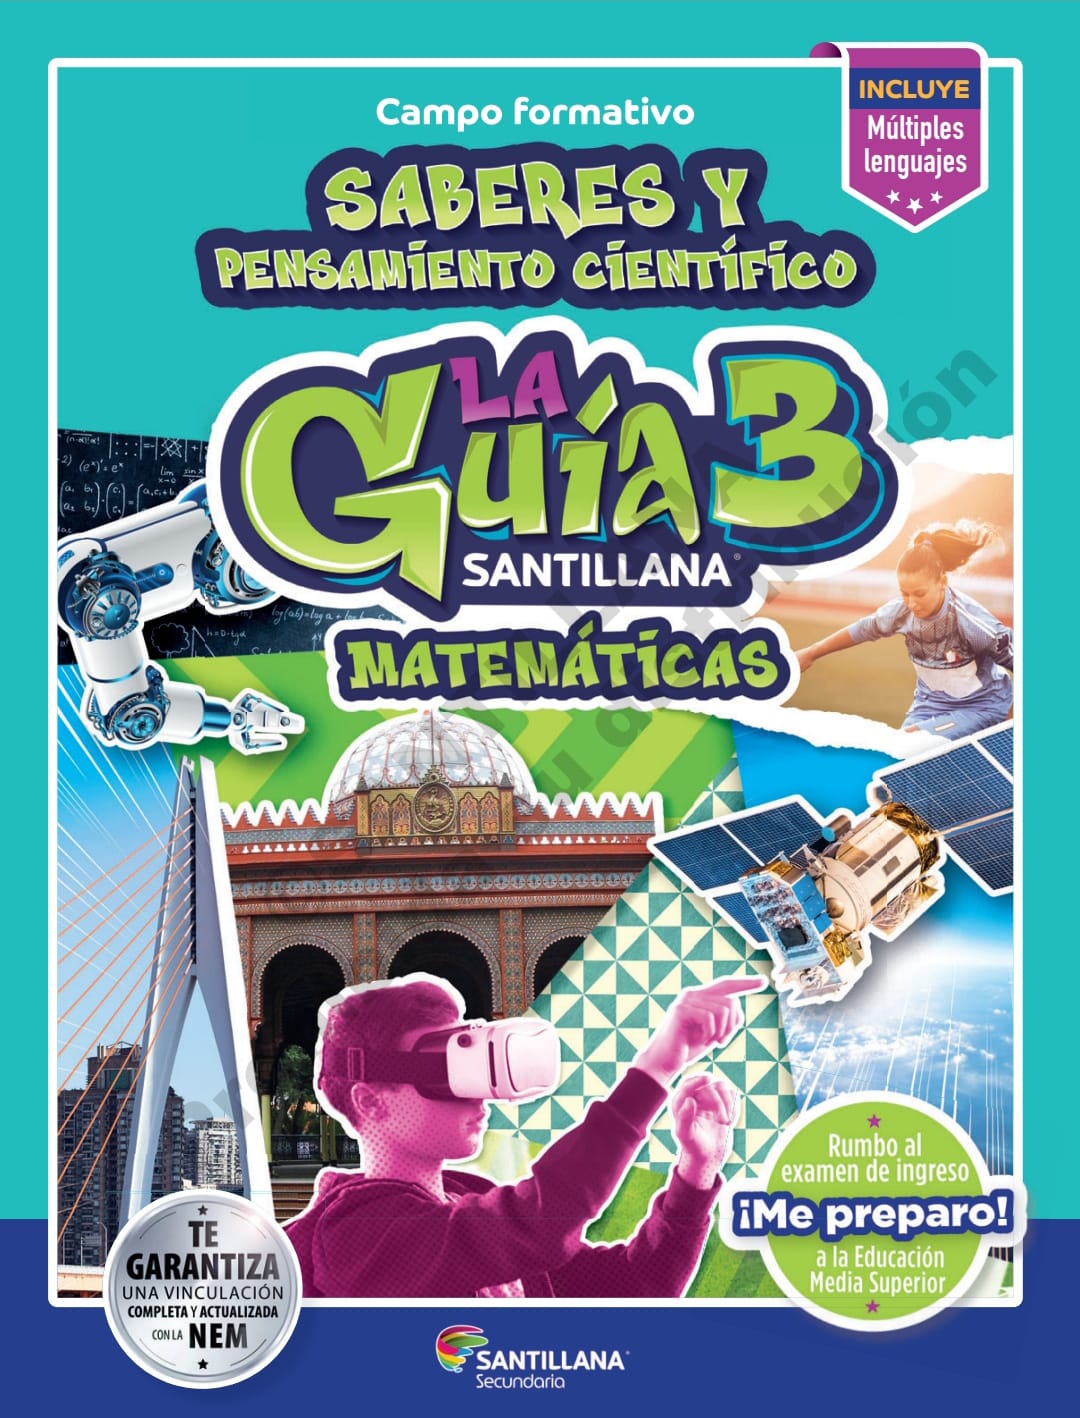 Campo formativo
SABERES Y
PENSAMIENTO CIENTÍFICO
INCLUYE
Múltiples
lenguajes
LA
Guía 3
SANTILLANA®
MATEMÁTICAS
Rumbo al
examen de ingreso
¡Me preparo!
a la Educación
Media Superior
TE
GARANTIZA
UNA VINCULACIÓN
COMPLETA Y ACTUALIZADA
CON LA NEM
SANTILLANA®
Secundaria